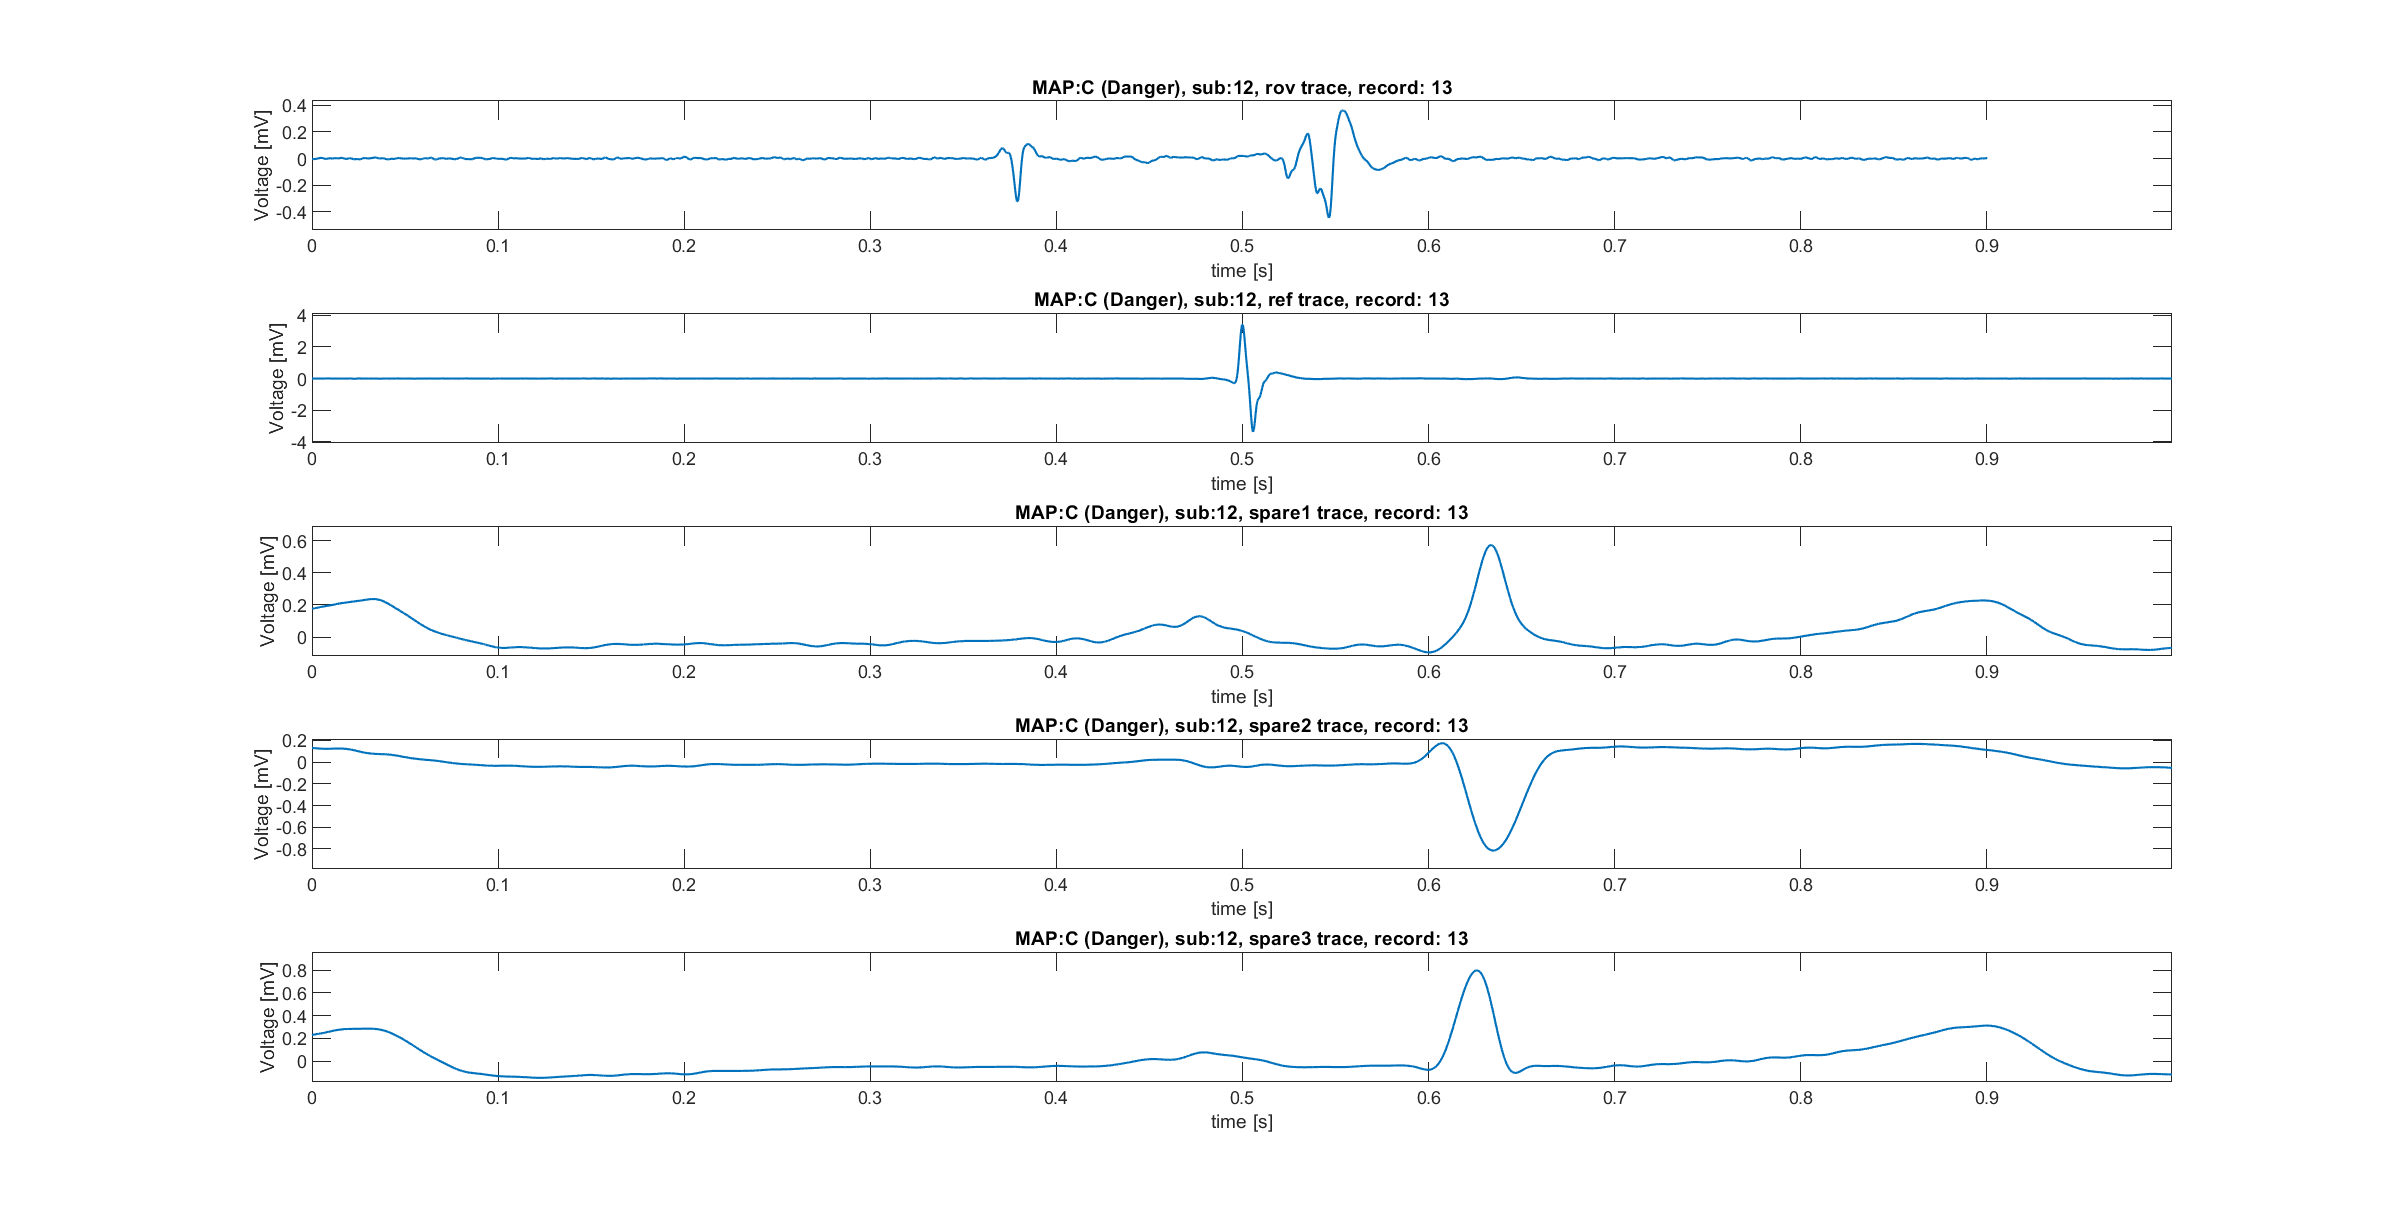 MAP:C (Danger), sub:12, rov trace, record: 13
Voltage [mV]
0.4
0.2
0
-0.2
-0.4
0 0.1 0.2 0.3 0.4 0.5 0.6 0.7 0.8 0.9
time [s]
MAP:C (Danger), sub:12, ref trace, record: 13
Voltage [mV]
4
2
0
-2
-4
0 0.1 0.2 0.3 0.4 0.5 0.6 0.7 0.8 0.9
time [s]
MAP:C (Danger), sub:12, spare1 trace, record: 13
Voltage [mV]
0.6
0.4
0.2
0
0 0.1 0.2 0.3 0.4 0.5 0.6 0.7 0.8 0.9
time [s]
MAP:C (Danger), sub:12, spare2 trace, record: 13
Voltage [mV]
0.2
0
-0.2
-0.4
-0.6
-0.8
0 0.1 0.2 0.3 0.4 0.5 0.6 0.7 0.8 0.9
time [s]
MAP:C (Danger), sub:12, spare3 trace, record: 13
Voltage [mV]
0.8
0.6
0.4
0.2
0
0 0.1 0.2 0.3 0.4 0.5 0.6 0.7 0.8 0.9
time [s]